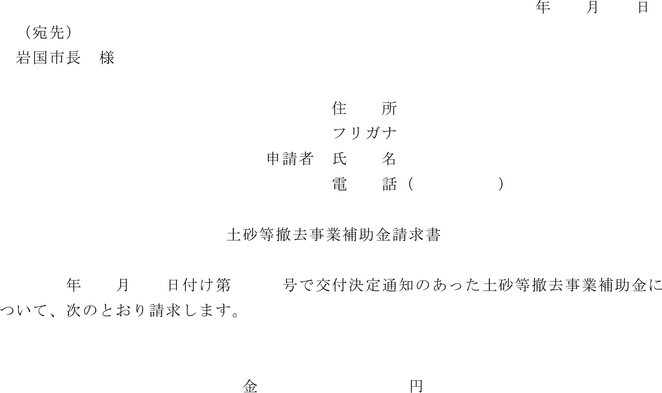 年　　月　　日
（宛先）
岩国市長　様
住　　所
フリガナ
申請者　氏　　名
電　　話（　　　　　）
土砂等撤去事業補助金請求書
年　　月　　日付け第　　　号で交付決定通知のあった土砂等撤去事業補助金に
ついて、次のとおり請求します。
金　　　　　　　　　円